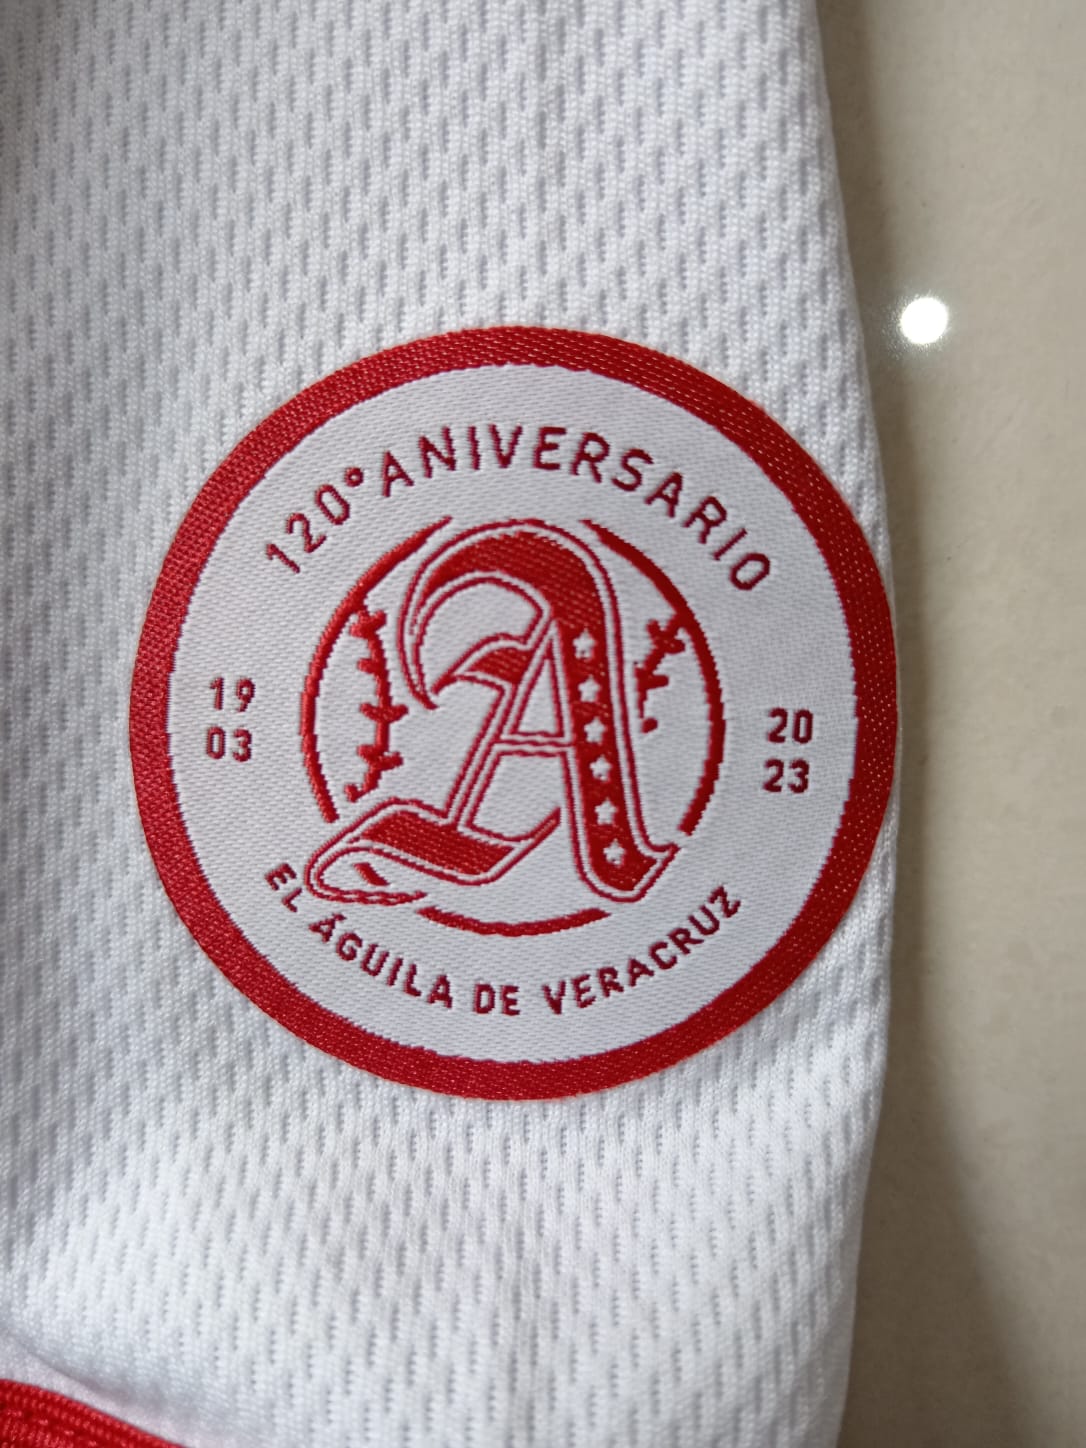 120° ANIVERSARIO
19
03
A
20
23
EL ÁGUILA DE VERACRUZ